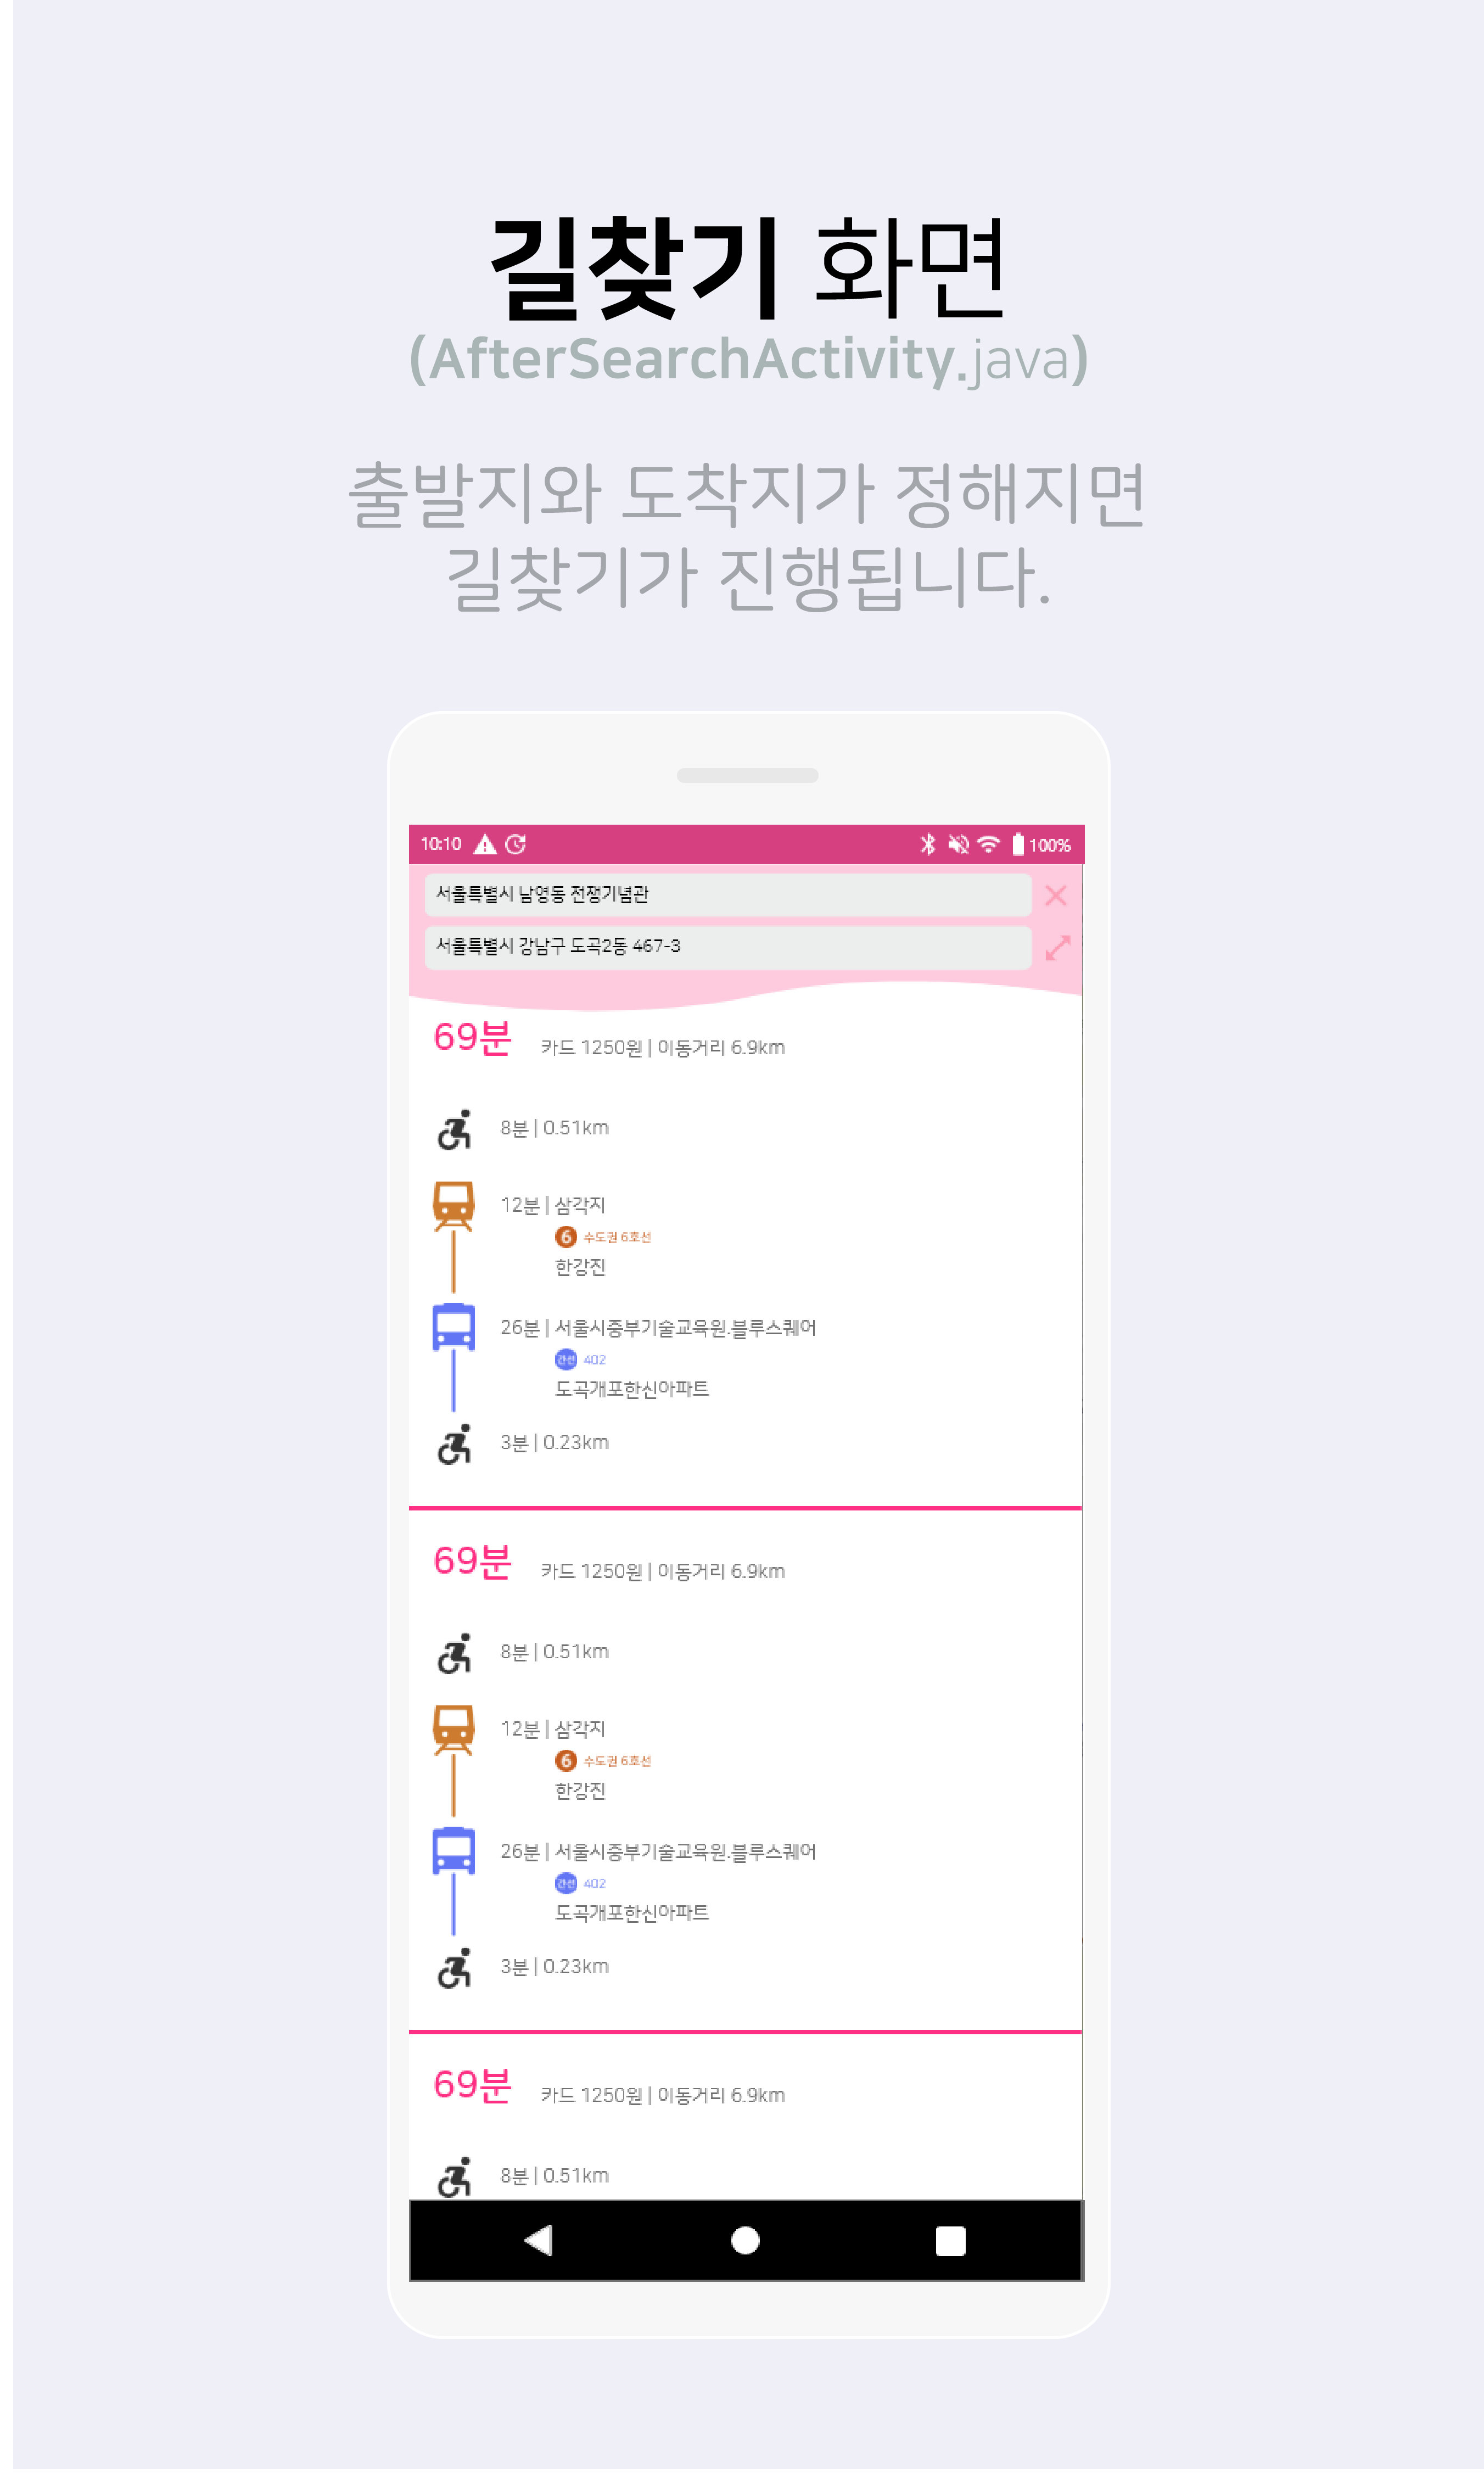 길찾기 화면
(AfterSearchActivity.java)
출발지와 도착지가 정해지면
길찾기가 진행됩니다.
10:10 100%
서울특별시 남영동 전쟁기념관
서울특별시 강남구 도곡2동 467-3
69분 카드 1250원 | 이동거리 6.9km
8분 | 0.51km
12분 | 삼각지
6 수도권 6호선
한강진
26분 | 서울시중부기술교육원.블루스퀘어
간선 402
도곡개포한신아파트
3분 | 0.23km
69분 카드 1250원 | 이동거리 6.9km
8분 | 0.51km
12분 | 삼각지
6 수도권 6호선
한강진
26분 | 서울시중부기술교육원.블루스퀘어
간선 402
도곡개포한신아파트
3분 | 0.23km
69분 카드 1250원 | 이동거리 6.9km
8분 | 0.51km